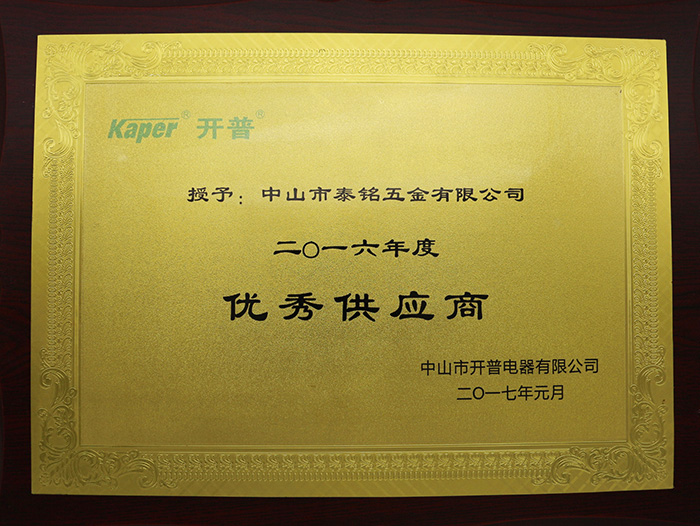 Kaper® 开普®
授予：中山市泰铭五金有限公司
二〇一六年度
优秀供应商
中山市开普电器有限公司
二〇一七年元月